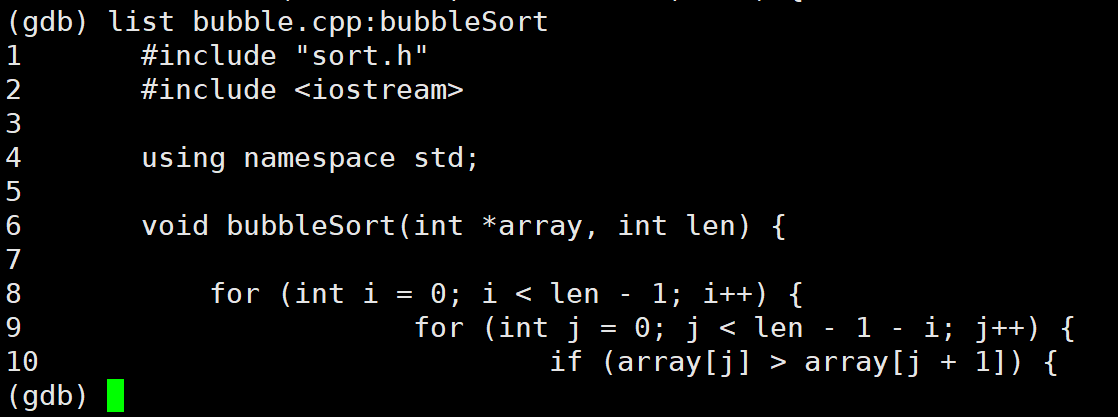 (gdb) list bubble.cpp:bubbleSort
1       #include "sort.h"
2       #include <iostream>
3
4       using namespace std;
5
6       void bubbleSort(int *array, int len) {
7
8           for (int i = 0; i < len - 1; i++) {
9                       for (int j = 0; j < len - 1 - i; j++) {
10                              if (array[j] > array[j + 1]) {
(gdb)